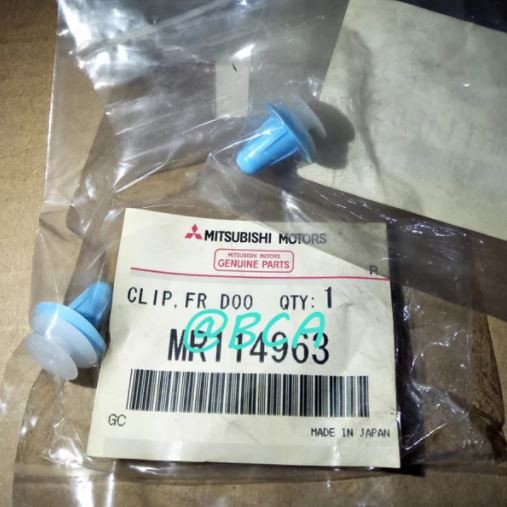 MITSUBISHI MOTORS
MITSUBISHI MOTORS
GENUINE PARTS
R
CLIP,FR DOO QTY:1
@BCA
MR114963
GC
MADE IN JAPAN